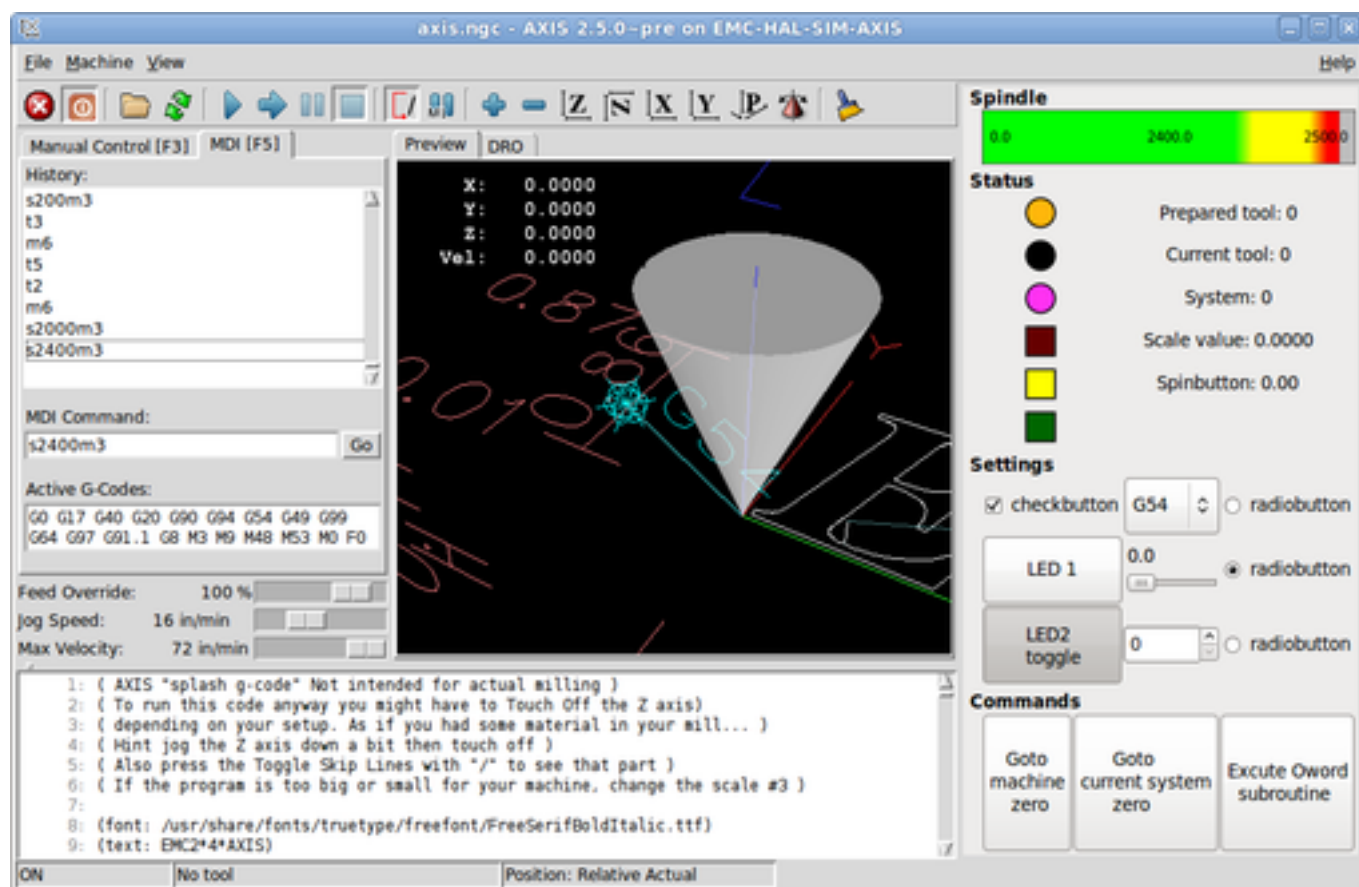 axis.ngc - AXIS 2.5.0~pre on EMC-HAL-SIM-AXIS
File Machine View Help
Manual Control [F3] MDI [F5]
History:
s200m3
t3
m6
t5
t2
m6
s2000m3
s2400m3
MDI Command:
s2400m3 Go
Active G-Codes:
G0 G17 G40 G20 G90 G94 G54 G49 G99
G64 G97 G91.1 G8 M3 M9 M48 M53 M0 F0
Feed Override: 100 %
Jog Speed: 16 in/min
Max Velocity: 72 in/min
Z N X Y P
Preview DRO
X: 0.0000
Y: 0.0000
Z: 0.0000
Vel: 0.0000
G54
Y
E
Spindle
0.0 2400.0 2500.0
Status
Prepared tool: 0
Current tool: 0
System: 0
Scale value: 0.0000
Spinbutton: 0.00
Settings
checkbutton G54 radiobutton
LED 1 0.0 radiobutton
LED2
toggle 0 radiobutton
Commands
Goto
machine
zero
Goto
current system
zero
Excute Oword
subroutine
1: ( AXIS "splash g-code" Not intended for actual milling )
2: ( To run this code anyway you might have to Touch Off the Z axis)
3: ( depending on your setup. As if you had some material in your mill... )
4: ( Hint jog the Z axis down a bit then touch off )
5: ( Also press the Toggle Skip Lines with "/" to see that part )
6: ( If the program is too big or small for your machine, change the scale #3 )
7:
8: (font: /usr/share/fonts/truetype/freefont/FreeSerifBoldItalic.ttf)
9: (text: EMC2*4*AXIS)
ON No tool Position: Relative Actual